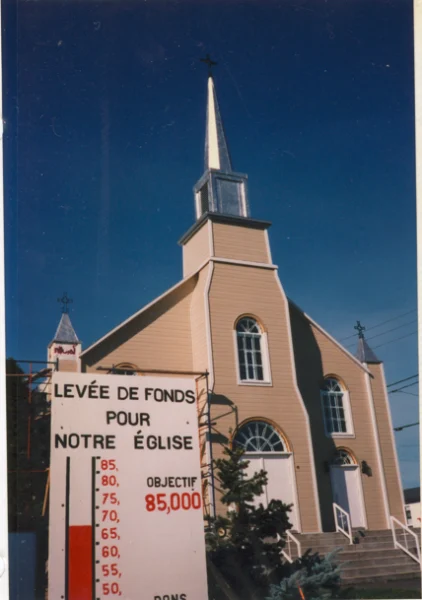 LEVÉE DE FONDS
POUR
NOTRE ÉGLISE
85,
80,
75,
70,
65,
60,
55,
50,
OBJECTIF
85,000
DONS